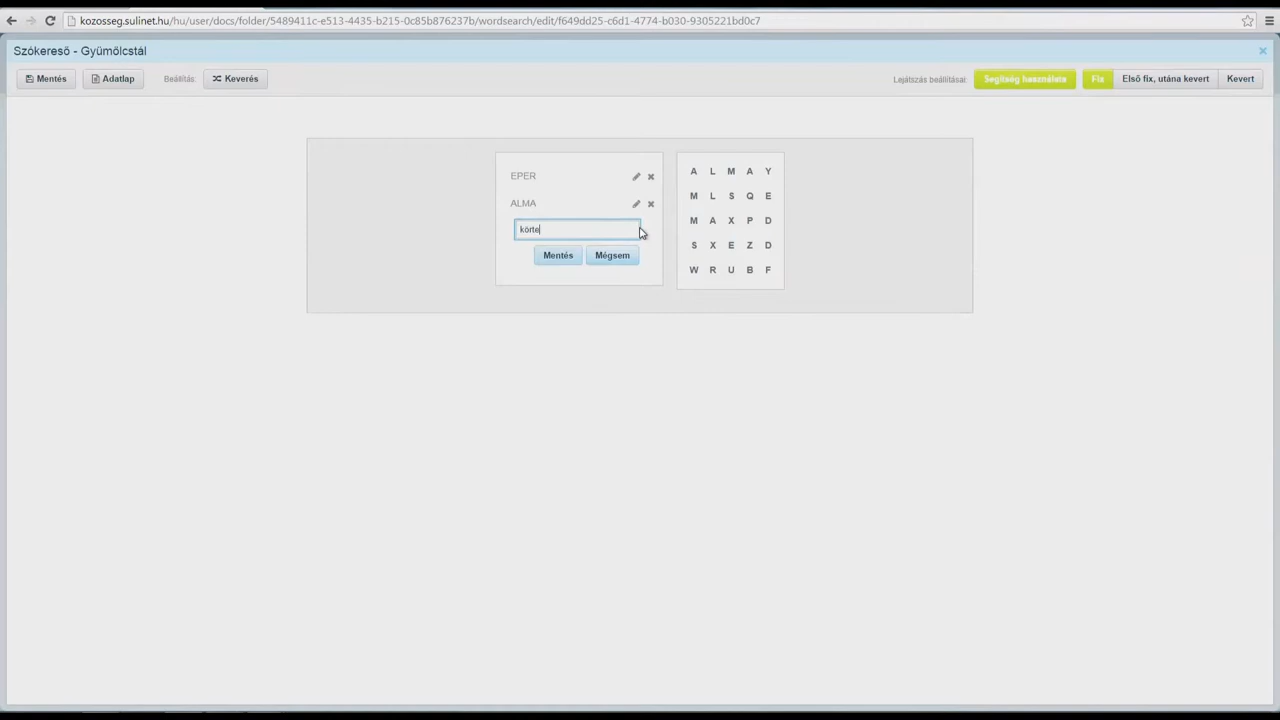 kozosseg.sulinet.hu/hu/user/docs/folder/5489411c-e513-4435-b215-0c85b876237b/wordsearch/edit/f649dd25-c6d1-4774-b030-9305221bd0c7
Szókereső - Gyümölcstál
Mentés Adatlap Beállítás: Keverés Lejátszás beállításai: Segítség használata Fix Első fix, utána kevert Kevert
EPER
ALMA
körte
Mentés Mégsem
A L M A Y
M L S Q E
M A X P D
S X E Z D
W R U B F